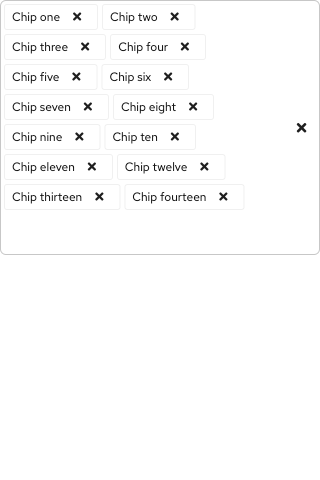 Chip one Chip two
Chip three Chip four
Chip five Chip six
Chip seven Chip eight
Chip nine Chip ten
Chip eleven Chip twelve
Chip thirteen Chip fourteen